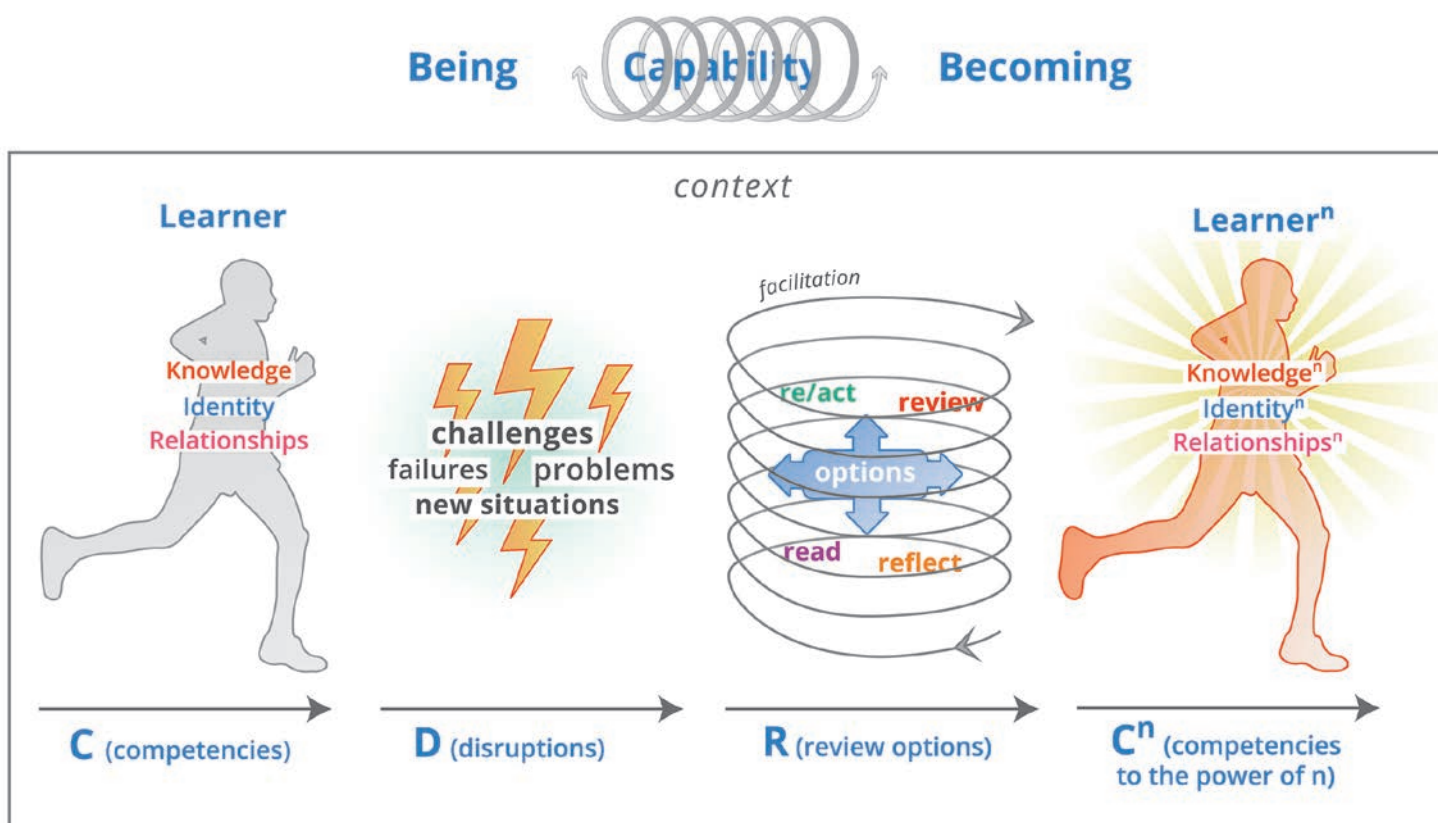 Being Capability Becoming
context
Learner
Knowledge
Identity
Relationships
challenges
failures problems
new situations
facilitation
re/act review
options
read reflect
Learnerⁿ
Knowledgeⁿ
Identityⁿ
Relationshipsⁿ
C (competencies)
D (disruptions)
R (review options)
Cⁿ (competencies
to the power of n)